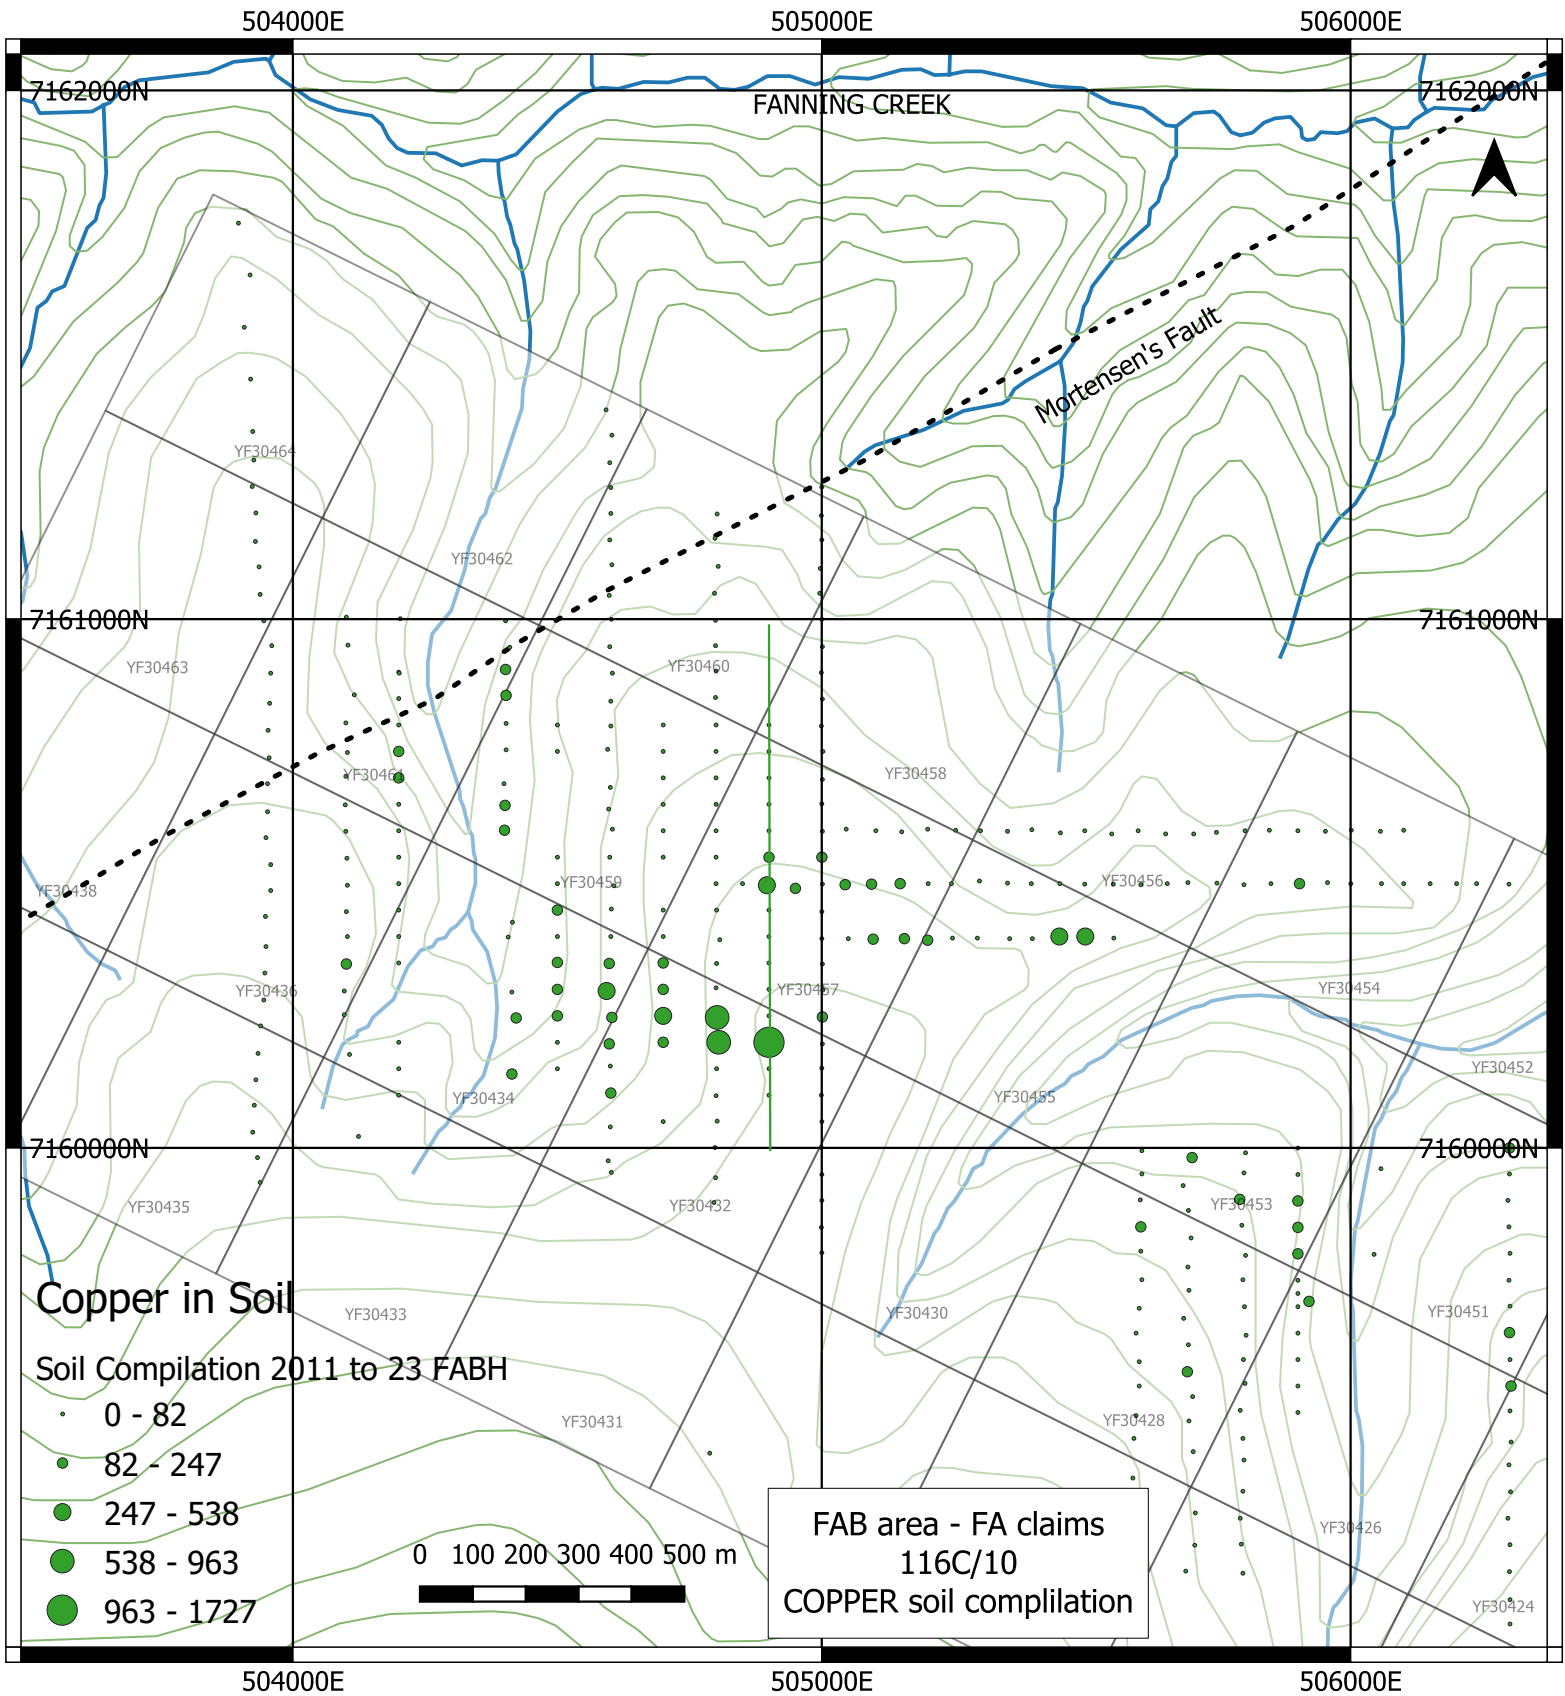 504000E
505000E
506000E
7162000N
7162000N
FANNING CREEK
Mortensen's Fault
YF30464
YF30462
7161000N
7161000N
YF30463
YF30460
YF30461
YF30458
YF30438
YF30459
YF30456
YF30436
YF30457
YF30454
YF30434
YF30455
YF30452
7160000N
7160000N
YF30435
YF30432
YF30453
YF30433
YF30430
YF30451
YF30431
YF30428
YF30426
YF30424
Copper in Soil
Soil Compilation 2011 to 23 FABH
0 - 82
82 - 247
247 - 538
538 - 963
963 - 1727
0 100 200 300 400 500 m
FAB area - FA claims
116C/10
COPPER soil complilation
504000E
505000E
506000E